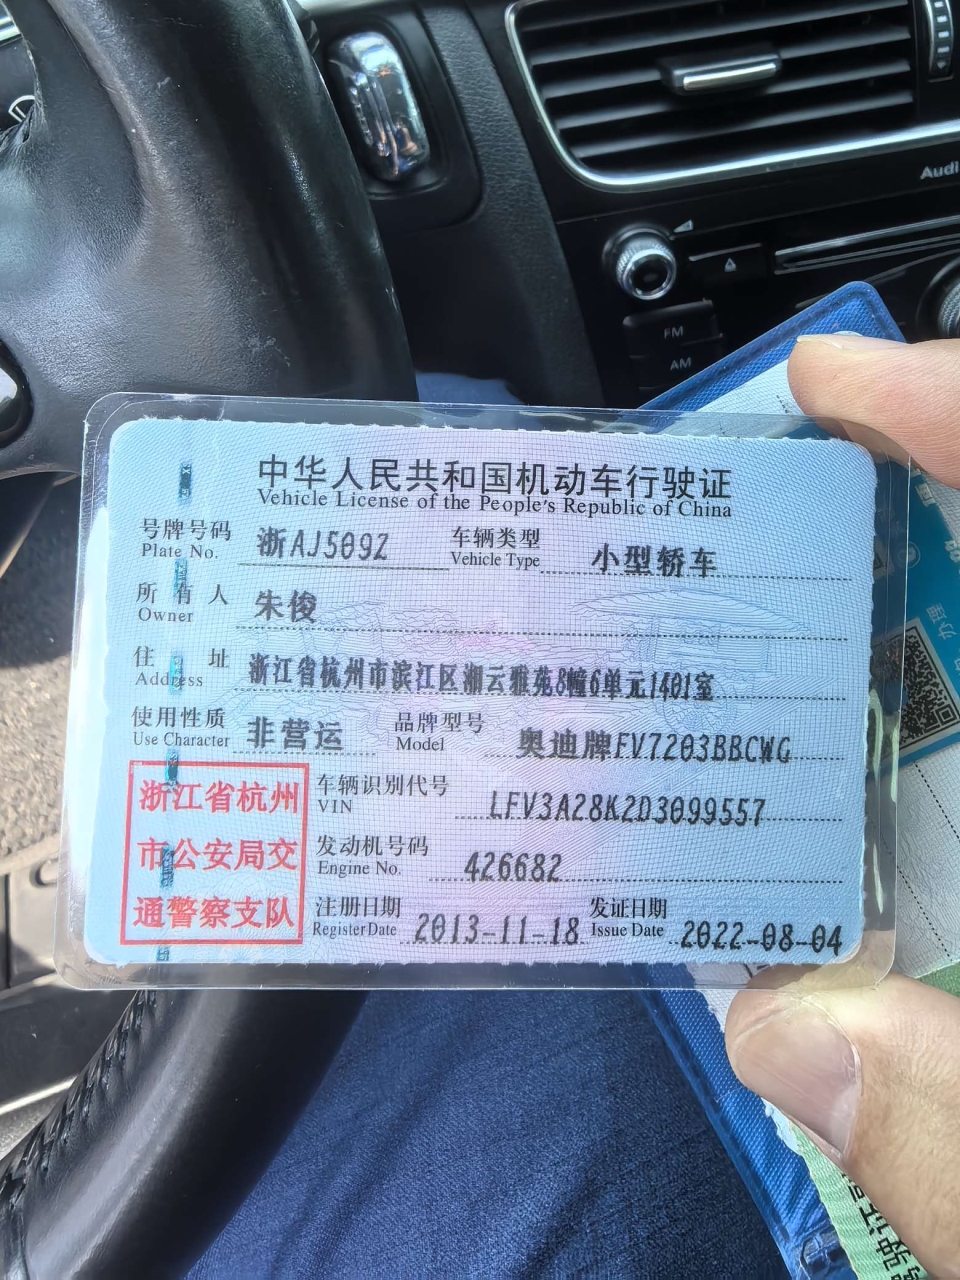 Audi
FM
AM
中华人民共和国机动车行驶证
Vehicle License of the People's Republic of China
号牌号码 浙AJ509Z 车辆类型 小型轿车
Plate No. Vehicle Type
所有人 朱俊
Owner
住址 浙江省杭州市滨江区湘云雅苑8幢6单元1401室
Address
使用性质 非营运 品牌型号 奥迪牌FV7203BBCWG
Use Character Model
浙江省杭州
市公安局交
通警察支队
车辆识别代号 LFV3A28K2D3099557
VIN
发动机号码 426682
Engine No.
注册日期 2013-11-18 发证日期 2022-08-04
Register Date Issue Date
办理